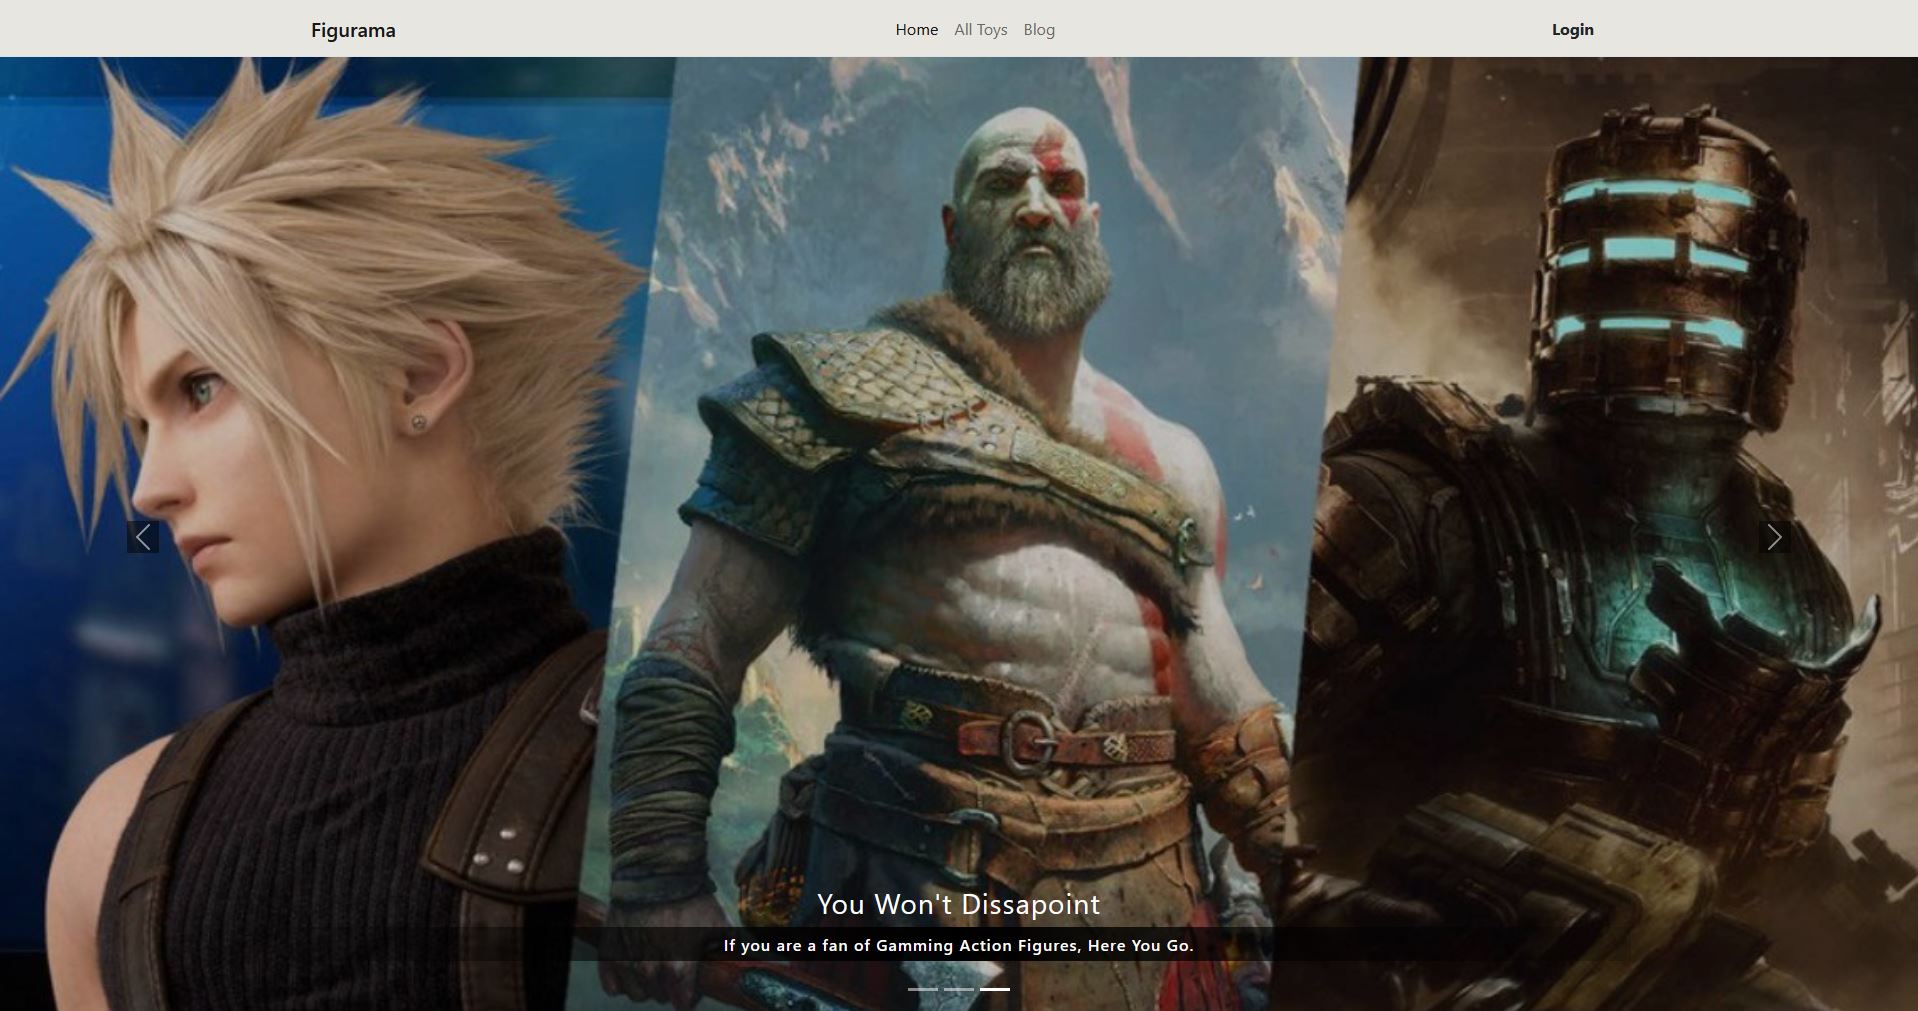 Figurama
Home All Toys Blog
Login
You Won't Dissapoint
If you are a fan of Gamming Action Figures, Here You Go.